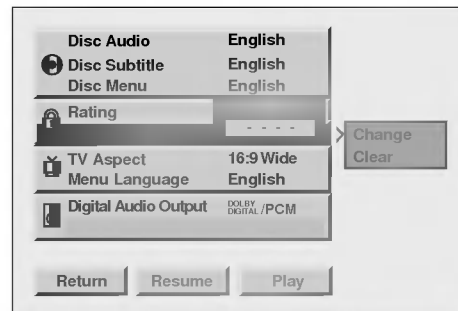 Disc Audio English
Disc Subtitle English
Disc Menu English
Rating
- - - -
Change
Clear
TV Aspect 16:9 Wide
Menu Language English
Digital Audio Output DOLBY DIGITAL /PCM
Return Resume Play